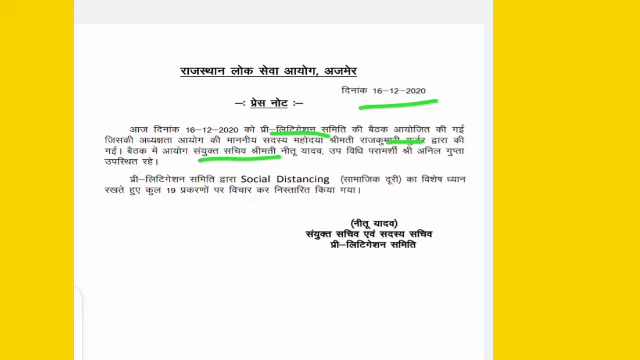 राजस्थान लोक सेवा आयोग, अजमेर
दिनांक 16-12-2020
-: प्रेस नोट :-
आज दिनांक 16-12-2020 को प्री-लिटिगेशन समिति की बैठक आयोजित की गई
जिसकी अध्यक्षता आयोग की माननीय सदस्य महोदया श्रीमती राजकुमारी गुर्जर द्वारा की
गई। बैठक में आयोग संयुक्त सचिव श्रीमती नीतू यादव, उप विधि परामर्शी श्री अनिल गुप्ता
उपस्थित रहे।
प्री-लिटिगेशन समिति द्वारा Social Distancing (सामाजिक दूरी) का विशेष ध्यान
रखते हुए कुल 19 प्रकरणों पर विचार कर निस्तारित किया गया।
(नीतू यादव)
संयुक्त सचिव एवं सदस्य सचिव
प्री-लिटिगेशन समिति